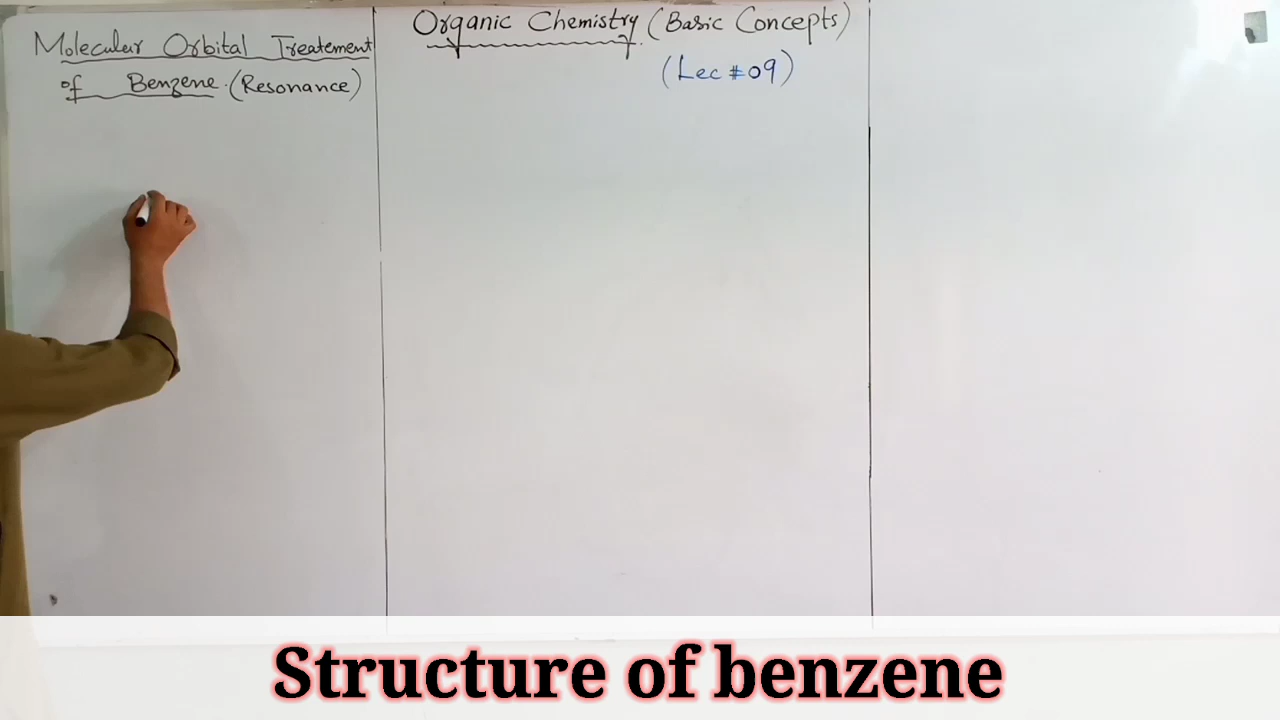 Organic Chemistry (Basic Concepts)
(Lec #09)
Molecular Orbital Treatement
of Benzene. (Resonance)
Structure of benzene